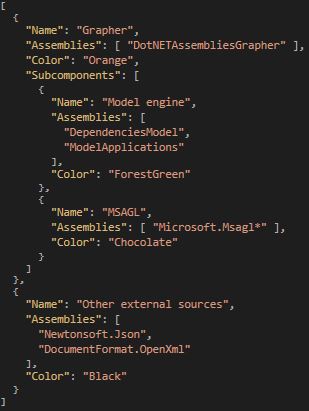 [
  {
    "Name": "Grapher",
    "Assemblies": [ "DotNETAssembliesGrapher" ],
    "Color": "Orange",
    "Subcomponents": [
      {
        "Name": "Model engine",
        "Assemblies": [
          "DependenciesModel",
          "ModelApplications"
        ],
        "Color": "ForestGreen"
      },
      {
        "Name": "MSAGL",
        "Assemblies": [ "Microsoft.Msagl*" ],
        "Color": "Chocolate"
      }
    ]
  },
  {
    "Name": "Other external sources",
    "Assemblies": [
      "Newtonsoft.Json",
      "DocumentFormat.OpenXml"
    ],
    "Color": "Black"
  }
]